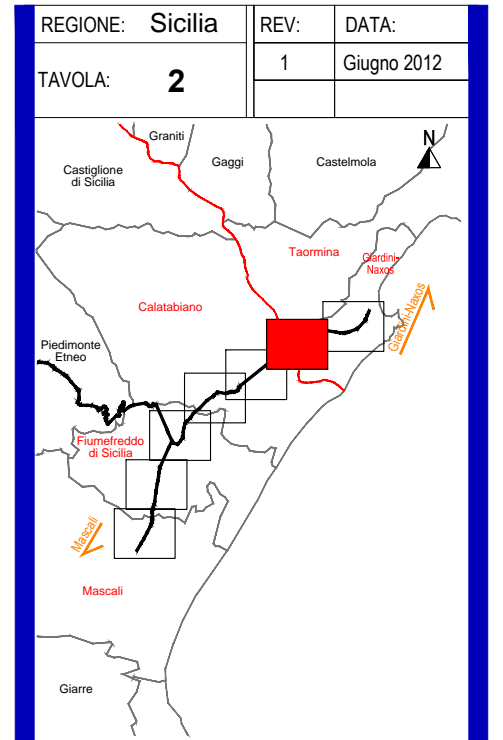 REGIONE: Sicilia
REV:
DATA:
1
Giugno 2012
TAVOLA: 2
Graniti
N
Gaggi
Castelmola
Castiglione
di Sicilia
Taormina
Giardini-
Naxos
Giardini-Naxos
Calatabiano
Piedimonte
Etneo
Fiumefreddo
di Sicilia
Mascali
Mascali
Giarre